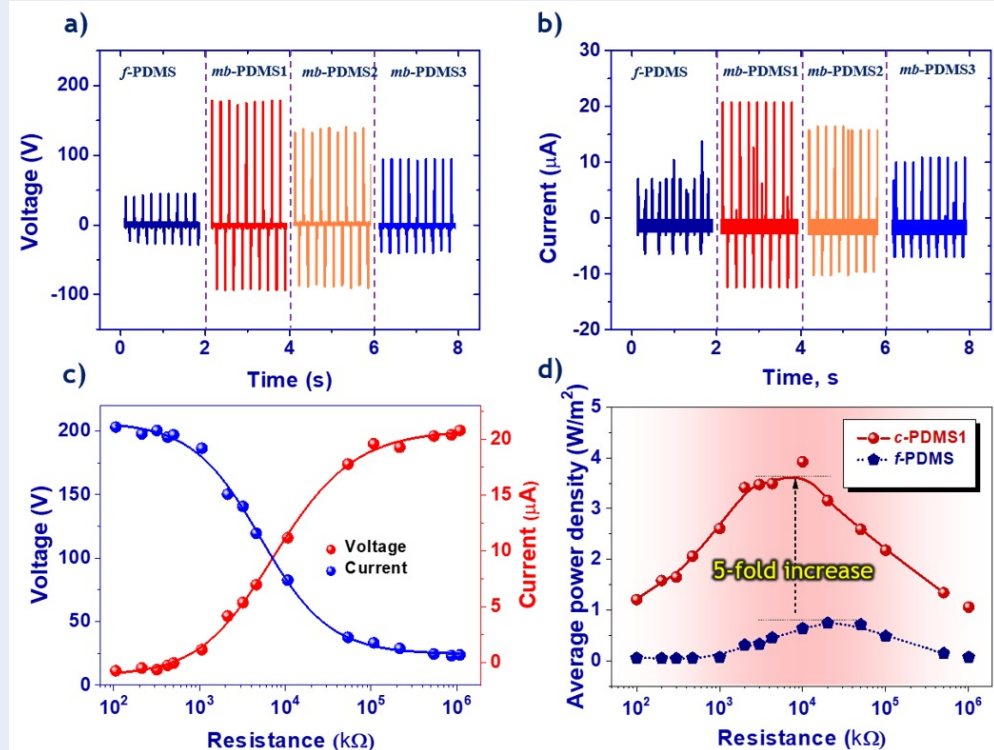 a)
f-PDMS mb-PDMS1 mb-PDMS2 mb-PDMS3
Voltage (V)
200
100
0
-100
0 2 4 6 8
Time (s)
b)
f-PDMS mb-PDMS1 mb-PDMS2 mb-PDMS3
Current (µA)
30
20
10
0
-10
-20
0 2 4 6 8
Time, s
c)
Voltage (V)
200
150
100
50
0
Voltage
Current
Current (µA)
20
15
10
5
0
10² 10³ 10⁴ 10⁵ 10⁶
Resistance (kΩ)
d)
Average power density (W/m²)
5
4
3
2
1
0
c-PDMS1
f-PDMS
5-fold increase
10² 10³ 10⁴ 10⁵ 10⁶
Resistance (kΩ)